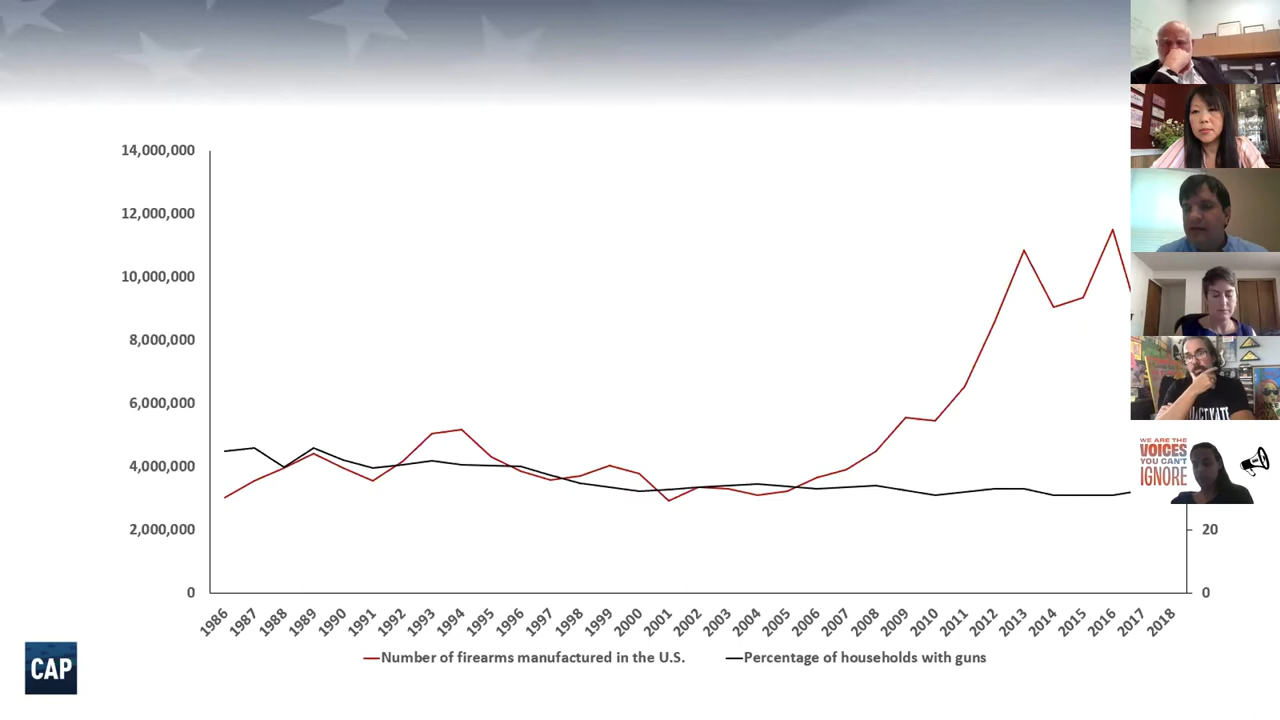 14,000,000
12,000,000
10,000,000
8,000,000
6,000,000
4,000,000
2,000,000
0
20
0
1986 1987 1988 1989 1990 1991 1992 1993 1994 1995 1996 1997 1998 1999 2000 2001 2002 2003 2004 2005 2006 2007 2008 2009 2010 2011 2012 2013 2014 2015 2016 2017 2018
Number of firearms manufactured in the U.S. Percentage of households with guns
CAP
WE ARE THE
VOICES
YOU CAN'T
IGNORE